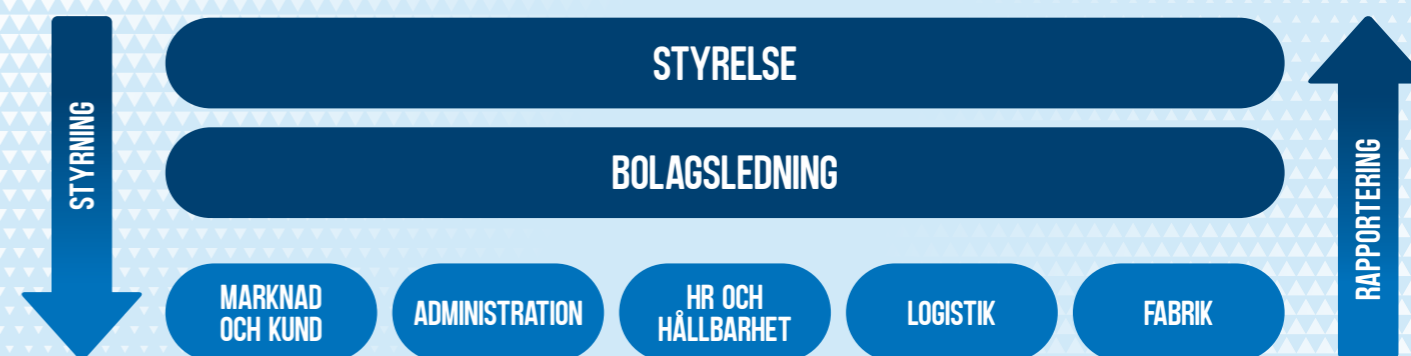 STYRNING
STYRELSE
BOLAGSLEDNING
RAPPORTERING
MARKNAD
OCH KUND
ADMINISTRATION
HR OCH
HÅLLBARHET
LOGISTIK
FABRIK